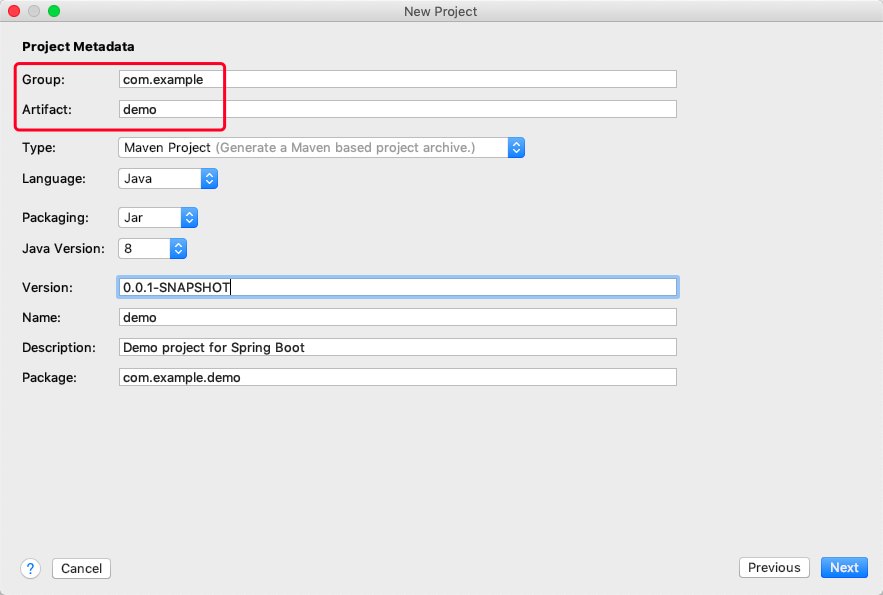 New Project
Project Metadata
Group: com.example
Artifact: demo
Type: Maven Project (Generate a Maven based project archive.)
Language: Java
Packaging: Jar
Java Version: 8
Version: 0.0.1-SNAPSHOT
Name: demo
Description: Demo project for Spring Boot
Package: com.example.demo
? Cancel Previous Next